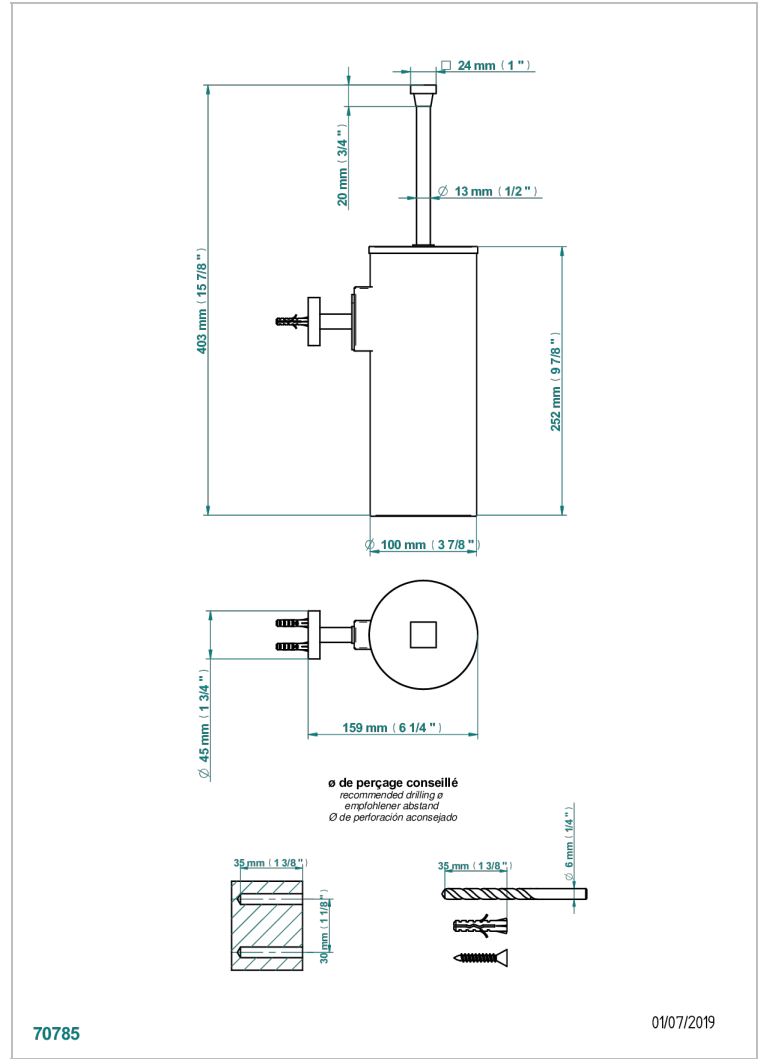 □ 24 mm ( 1 " )
20 mm ( 3/4 " )
Ø 13 mm ( 1/2 " )
403 mm ( 15 7/8 " )
252 mm ( 9 7/8 " )
Ø 100 mm ( 3 7/8 " )
Ø 45 mm ( 1 3/4 " )
159 mm ( 6 1/4 " )
ø de perçage conseillé
recommended drilling ø
empfohlener abstand
Ø de perforación aconsejado
35 mm ( 1 3/8 " )
30 mm ( 1 1/8 " )
35 mm ( 1 3/8 " )
Ø 6 mm ( 1/4 " )
70785
01/07/2019